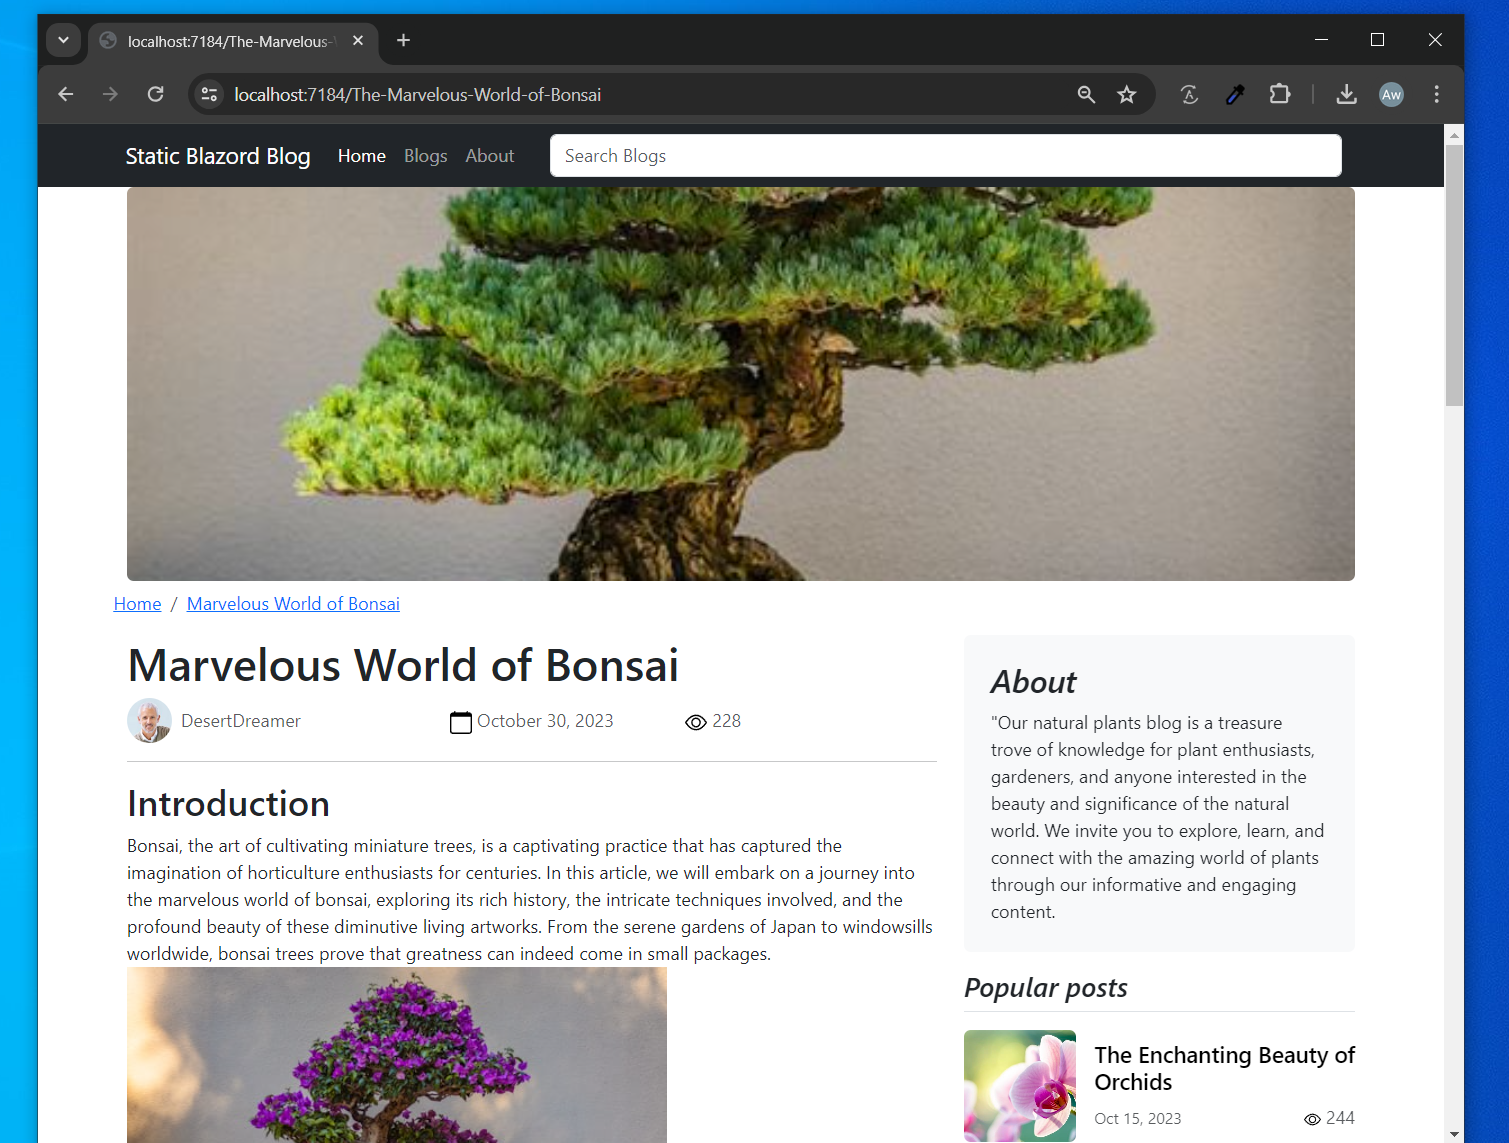 localhost:7184/The-Marvelous-
localhost:7184/The-Marvelous-World-of-Bonsai
Aw
Static Blazord Blog Home Blogs About Search Blogs
Home / Marvelous World of Bonsai
Marvelous World of Bonsai
DesertDreamer October 30, 2023 228
Introduction
Bonsai, the art of cultivating miniature trees, is a captivating practice that has captured the
imagination of horticulture enthusiasts for centuries. In this article, we will embark on a journey into
the marvelous world of bonsai, exploring its rich history, the intricate techniques involved, and the
profound beauty of these diminutive living artworks. From the serene gardens of Japan to windowsills
worldwide, bonsai trees prove that greatness can indeed come in small packages.
About
"Our natural plants blog is a treasure
trove of knowledge for plant enthusiasts,
gardeners, and anyone interested in the
beauty and significance of the natural
world. We invite you to explore, learn, and
connect with the amazing world of plants
through our informative and engaging
content.
Popular posts
The Enchanting Beauty of
Orchids
Oct 15, 2023 244